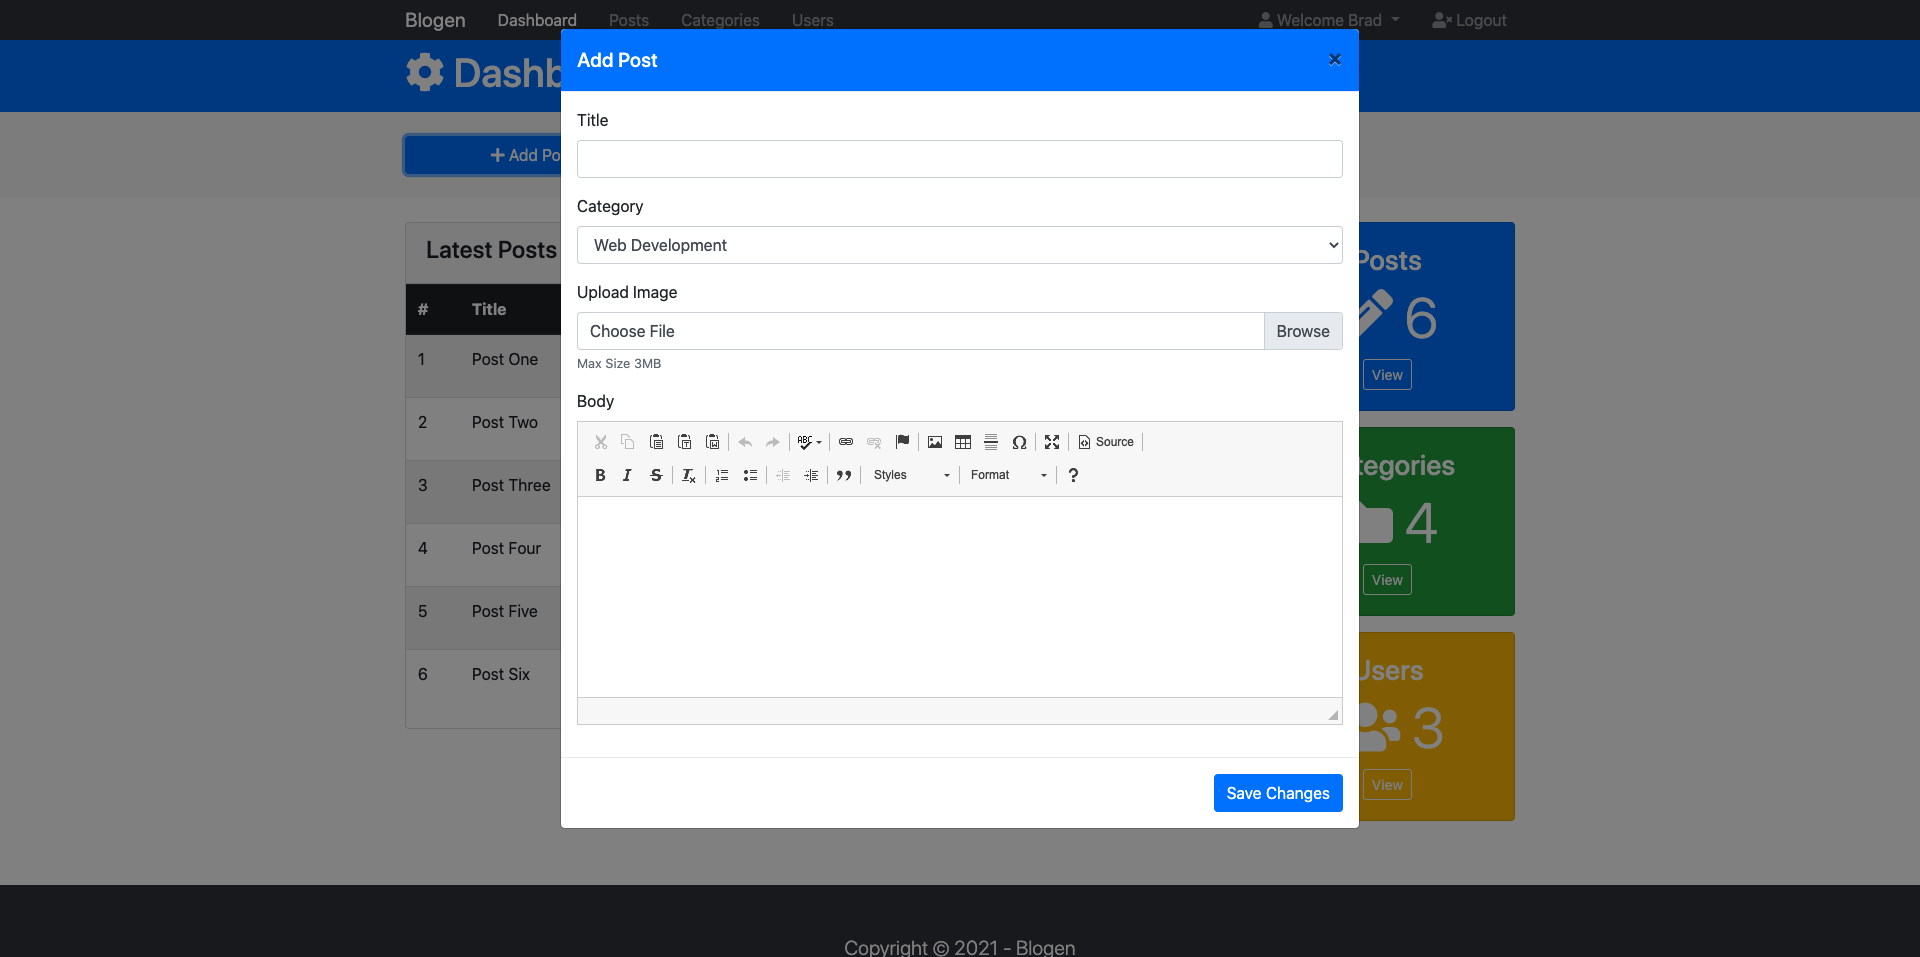 Blogen Dashboard Posts Categories Users Welcome Brad Logout
Dashb
Add Po
Add Post ×
Title
Category
Web Development
Upload Image
Choose File Browse
Max Size 3MB
Body
ABC Source
B I S Styles Format ?
Save Changes
Latest Posts
# Title
1 Post One
2 Post Two
3 Post Three
4 Post Four
5 Post Five
6 Post Six
Posts
6
View
tegories
4
View
Users
3
View
Copyright © 2021 - Blogen